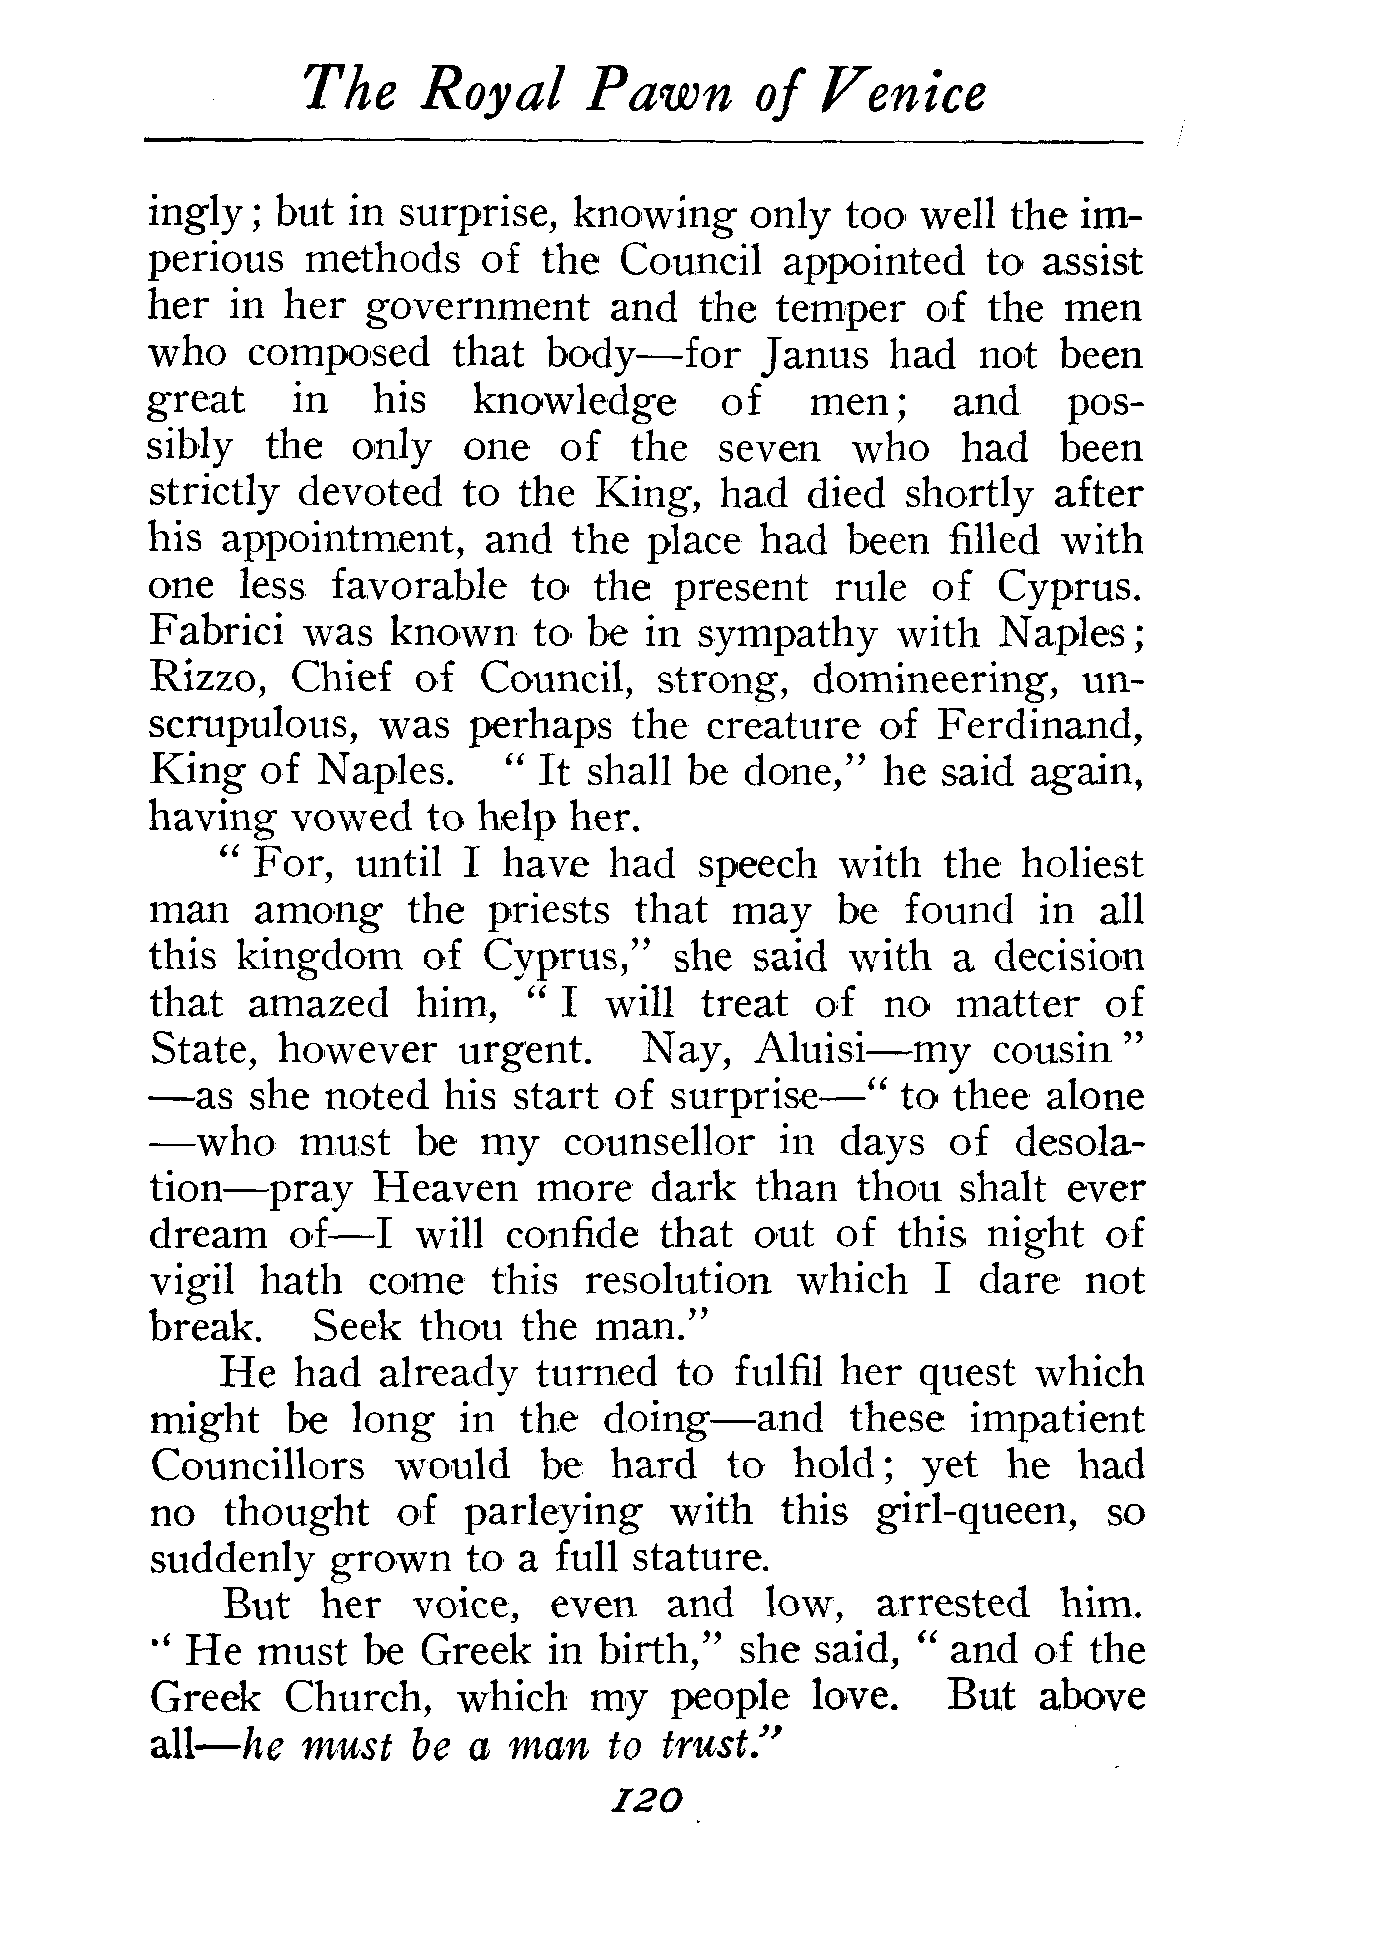 The Royal Pawn of Venice
ingly; but in surprise, knowing only too well the im-
perious methods of the Council appointed to assist
her in her government and the temper of the men
who composed that body—for Janus had not been
great in his knowledge of men; and pos-
sibly the only one of the seven who had been
strictly devoted to the King, had died shortly after
his appointment, and the place had been filled with
one less favorable to the present rule of Cyprus.
Fabrici was known to be in sympathy with Naples;
Rizzo, Chief of Council, strong, domineering, un-
scrupulous, was perhaps the creature of Ferdinand,
King of Naples. " It shall be done," he said again,
having vowed to help her.
" For, until I have had speech with the holiest
man among the priests that may be found in all
this kingdom of Cyprus," she said with a decision
that amazed him, " I will treat of no matter of
State, however urgent. Nay, Aluisi—my cousin "
—as she noted his start of surprise—" to thee alone
—who must be my counsellor in days of desola-
tion—pray Heaven more dark than thou shalt ever
dream of—I will confide that out of this night of
vigil hath come this resolution which I dare not
break. Seek thou the man."
He had already turned to fulfil her quest which
might be long in the doing—and these impatient
Councillors would be hard to hold; yet he had
no thought of parleying with this girl-queen, so
suddenly grown to a full stature.
But her voice, even and low, arrested him.
" He must be Greek in birth," she said, " and of the
Greek Church, which my people love. But above
all—he must be a man to trust."
120